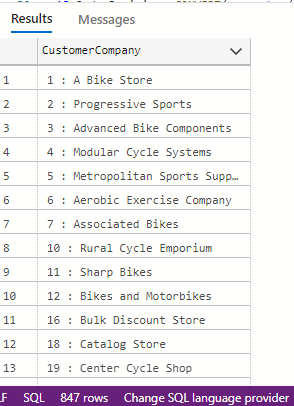 Results Messages
CustomerCompany
1 1 : A Bike Store
2 2 : Progressive Sports
3 3 : Advanced Bike Components
4 4 : Modular Cycle Systems
5 5 : Metropolitan Sports Supp…
6 6 : Aerobic Exercise Company
7 7 : Associated Bikes
8 10 : Rural Cycle Emporium
9 11 : Sharp Bikes
10 12 : Bikes and Motorbikes
11 16 : Bulk Discount Store
12 18 : Catalog Store
13 19 : Center Cycle Shop
LF SQL 847 rows Change SQL language provider